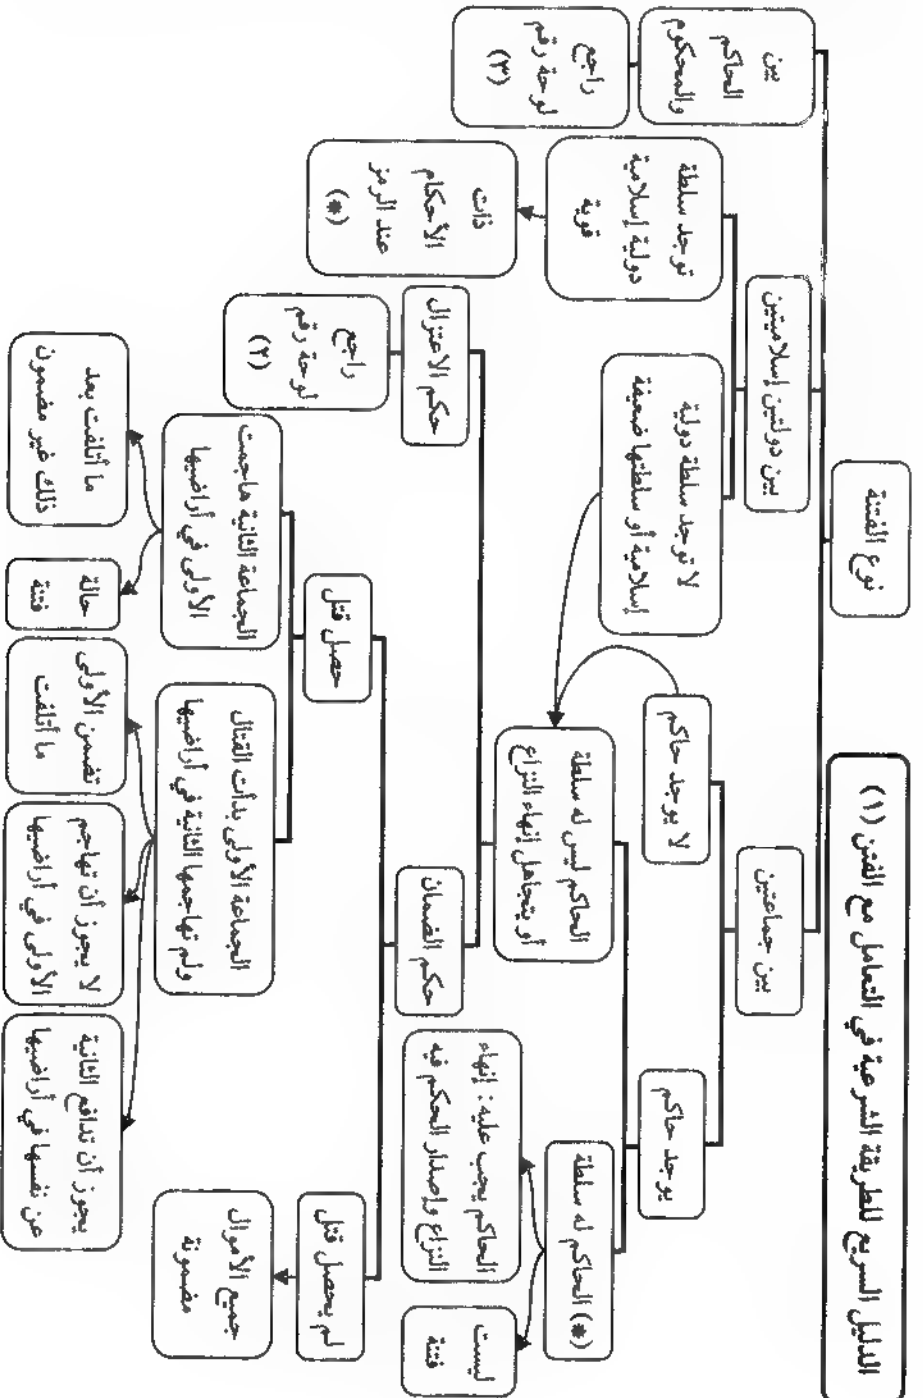 الدليل السريع للطريقة الشرعية في التعامل مع الفتن (١)
نوع الفتنة
بين جماعتين
بين دولتين إسلاميتين
بين
الحاكم
والمحكوم
راجع
لوحة رقم
(٣)
يوجد حاكم
لا يوجد حاكم
لا توجد سلطة دولية
إسلامية أو سلطتها ضعيفة
توجد سلطة
دولية إسلامية
قوية
ذات
الأحكام
عند الرمز
(*)
(*) الحاكم له سلطة
الحاكم ليس له سلطة
أو يتجاهل إنهاء النزاع
ليست
فتنة
الحاكم يجب عليه: إنهاء
النزاع وإصدار الحكم فيه
حكم الضمان
حكم الاعتزال
راجع
لوحة رقم
(٢)
لم يحصل قتل
جميع الأموال
مضمونة
حصل قتل
الجماعة الأولى بدأت القتال
ولم تهاجمها الثانية في أراضيها
الجماعة الثانية هاجمت
الأولى في أراضيها
يجوز أن تدافع الثانية
عن نفسها في أراضيها
لا يجوز أن تهاجم
الأولى في أراضيها
تضمن الأولى
ما أتلفت
حالة
فتنة
ما أتلفت بعد
ذلك غير مضمون